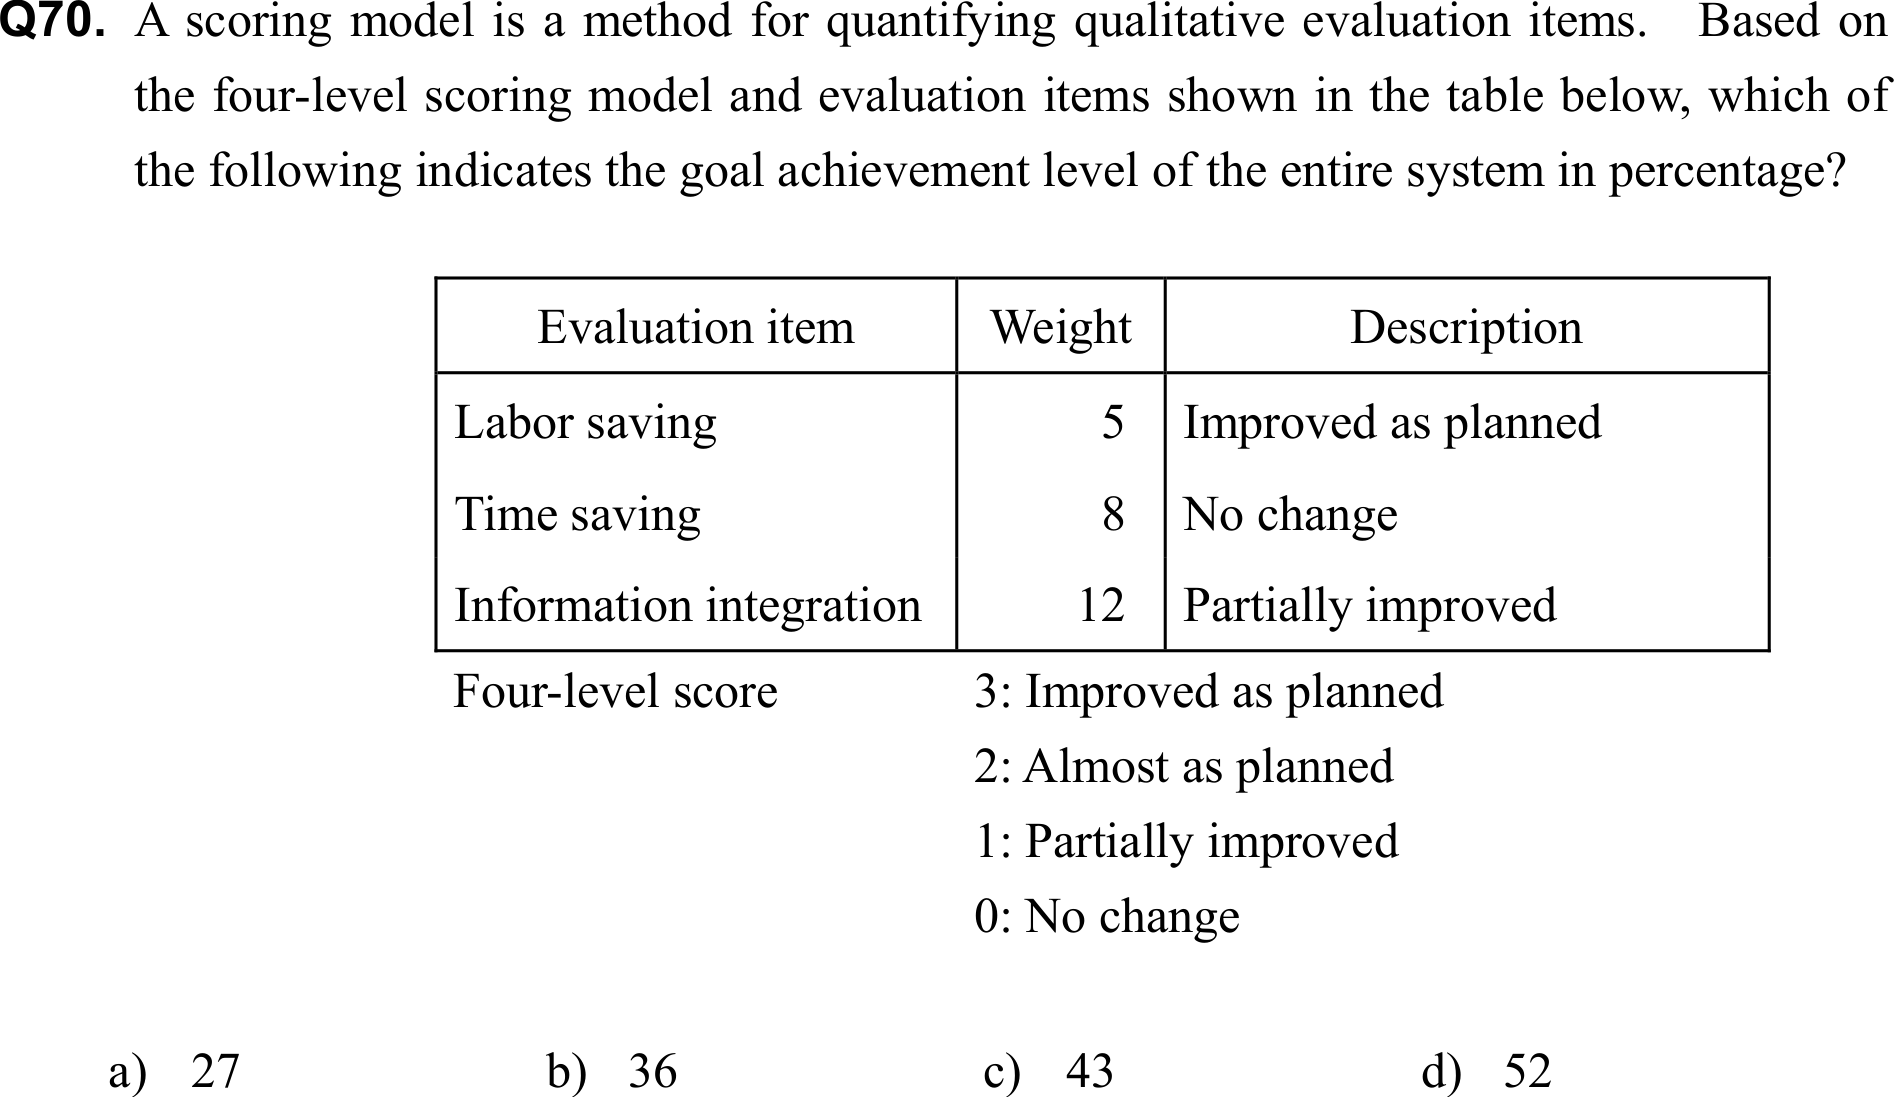 Q70. A scoring model is a method for quantifying qualitative evaluation items. Based on
the four-level scoring model and evaluation items shown in the table below, which of
the following indicates the goal achievement level of the entire system in percentage?
Evaluation item Weight Description
Labor saving 5 Improved as planned
Time saving 8 No change
Information integration 12 Partially improved
Four-level score 3: Improved as planned
2: Almost as planned
1: Partially improved
0: No change
a) 27 b) 36 c) 43 d) 52